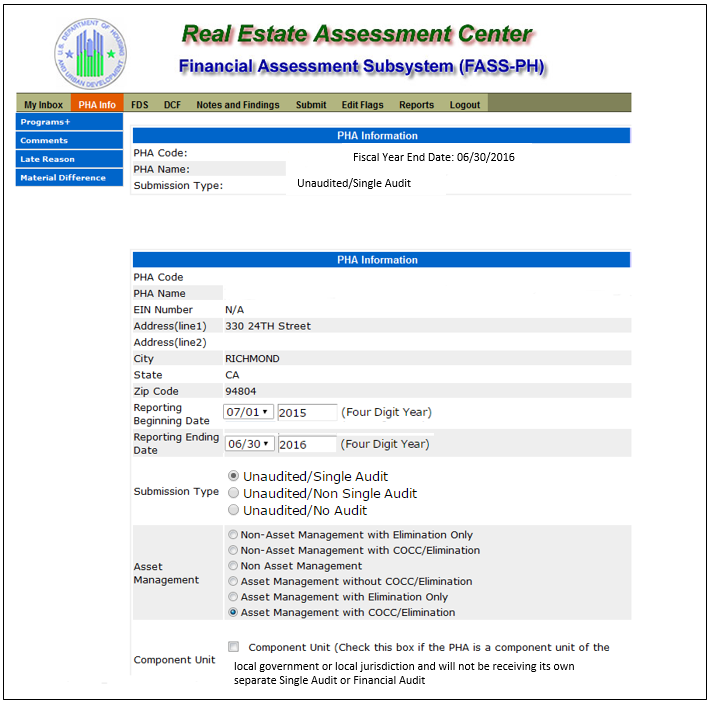 U.S. DEPARTMENT OF HOUSING
AND URBAN DEVELOPMENT
Real Estate Assessment Center
Financial Assessment Subsystem (FASS-PH)
My Inbox PHA Info FDS DCF Notes and Findings Submit Edit Flags Reports Logout
Programs+
Comments
Late Reason
Material Difference
PHA Information
PHA Code: Fiscal Year End Date: 06/30/2016
PHA Name:
Submission Type: Unaudited/Single Audit
PHA Information
PHA Code
PHA Name
EIN Number N/A
Address(line1) 330 24TH Street
Address(line2)
City RICHMOND
State CA
Zip Code 94804
Reporting
Beginning Date 07/01 2015 (Four Digit Year)
Reporting Ending
Date 06/30 2016 (Four Digit Year)
Submission Type
Unaudited/Single Audit
Unaudited/Non Single Audit
Unaudited/No Audit
Asset
Management
Non-Asset Management with Elimination Only
Non-Asset Management with COCC/Elimination
Non Asset Management
Asset Management without COCC/Elimination
Asset Management with Elimination Only
Asset Management with COCC/Elimination
Component Unit
Component Unit (Check this box if the PHA is a component unit of the
local government or local jurisdiction and will not be receiving its own
separate Single Audit or Financial Audit